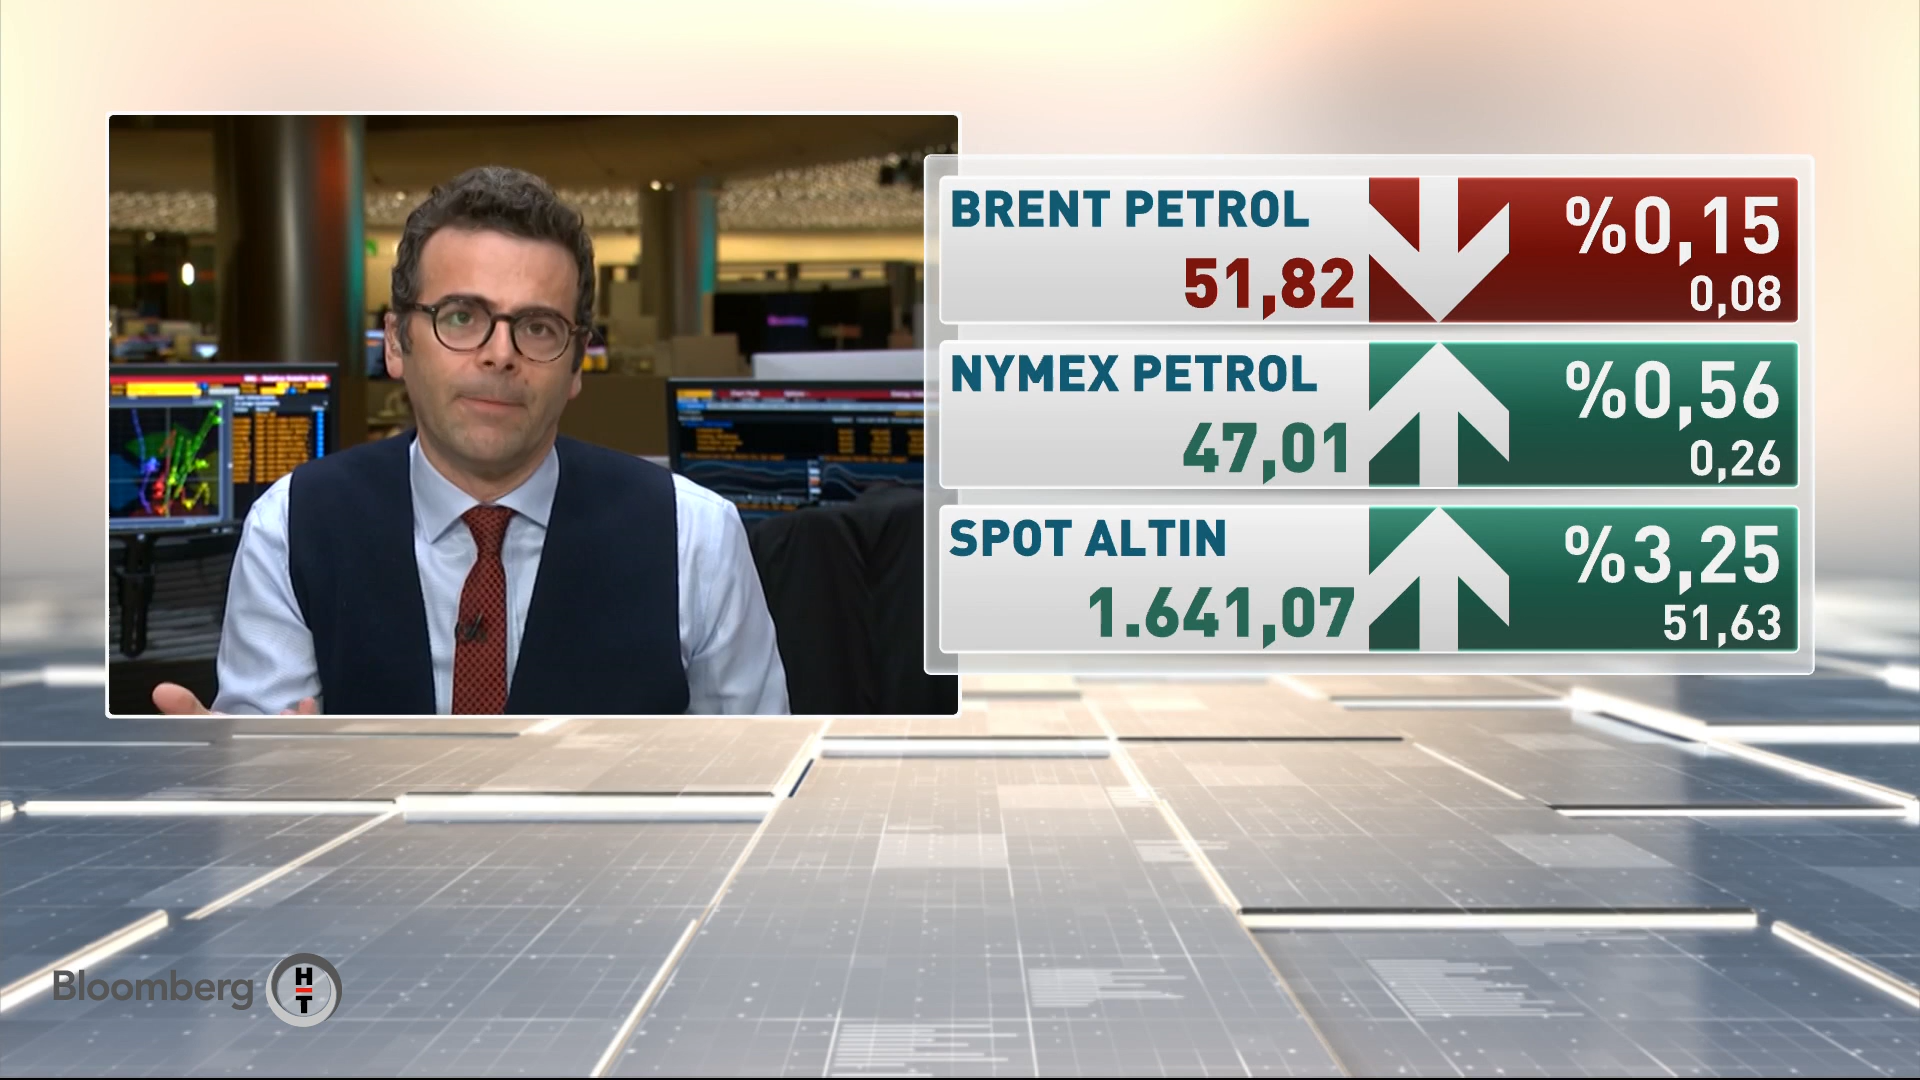 BRENT PETROL
51,82
%0,15
0,08
NYMEX PETROL
47,01
%0,56
0,26
SPOT ALTIN
1.641,07
%3,25
51,63
Bloomberg HT